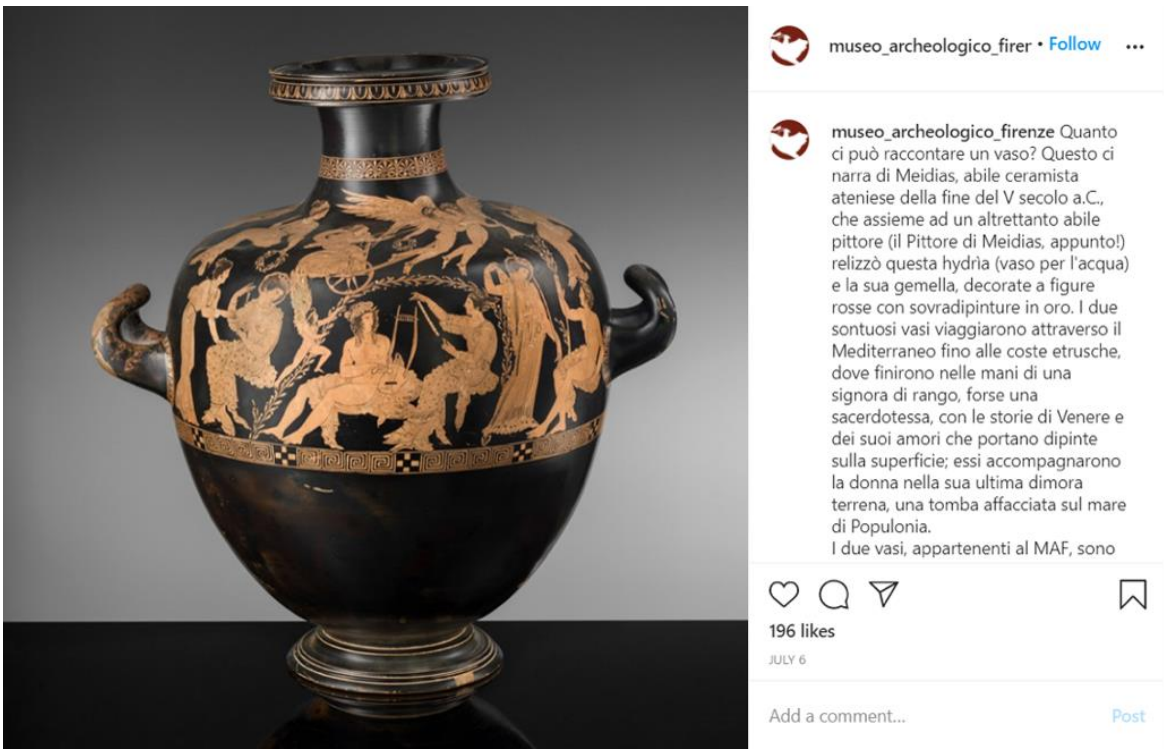 museo_archeologico_firer • Follow •••
museo_archeologico_firenze Quanto
ci può raccontare un vaso? Questo ci
narra di Meidias, abile ceramista
ateniese della fine del V secolo a.C.,
che assieme ad un altrettanto abile
pittore (il Pittore di Meidias, appunto!)
relizzò questa hydrìa (vaso per l'acqua)
e la sua gemella, decorate a figure
rosse con sovradipinture in oro. I due
sontuosi vasi viaggiarono attraverso il
Mediterraneo fino alle coste etrusche,
dove finirono nelle mani di una
signora di rango, forse una
sacerdotessa, con le storie di Venere e
dei suoi amori che portano dipinte
sulla superficie; essi accompagnarono
la donna nella sua ultima dimora
terrena, una tomba affacciata sul mare
di Populonia.
I due vasi, appartenenti al MAF, sono
196 likes
JULY 6
Add a comment... Post